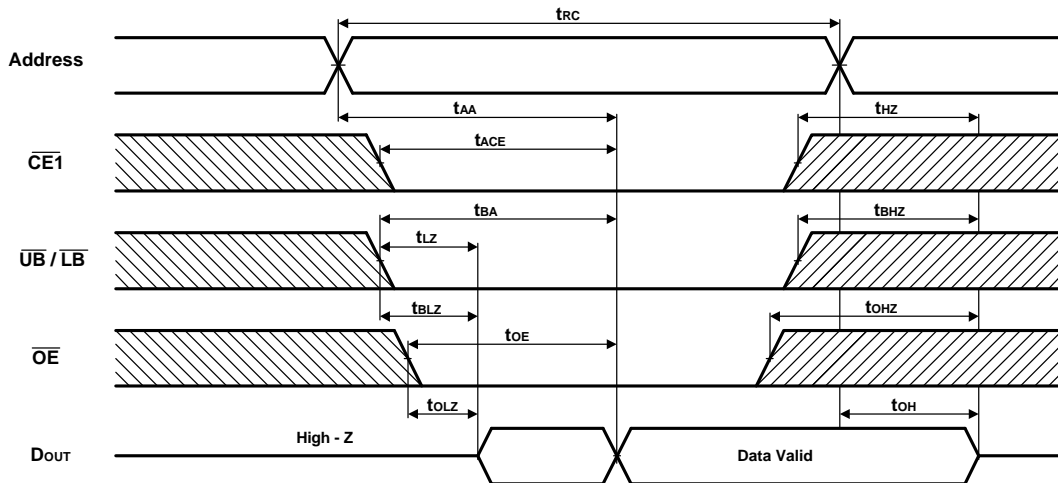 tRC
Address
tAA
tHZ
tACE
CE1
tBA
tBHZ
tLZ
UB / LB
tBLZ
tOHZ
tOE
OE
tOLZ
tOH
High - Z
DOUT
Data Valid